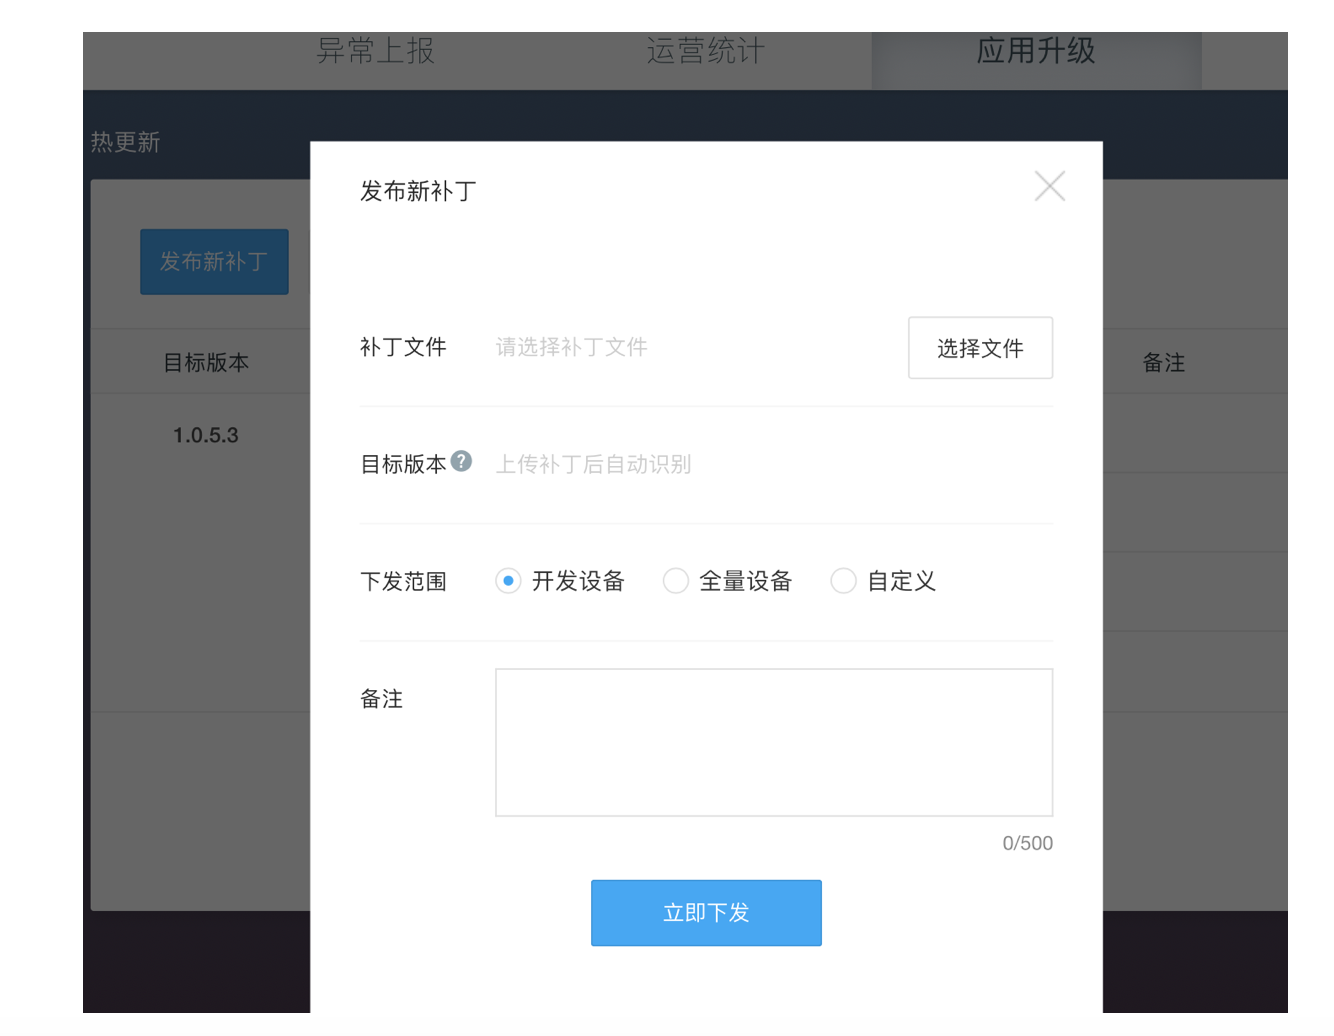 异常上报 运营统计 应用升级
热更新
发布新补丁
发布新补丁
补丁文件 请选择补丁文件 选择文件
目标版本 备注
1.0.5.3
目标版本 ? 上传补丁后自动识别
下发范围 开发设备 全量设备 自定义
备注
0/500
立即下发